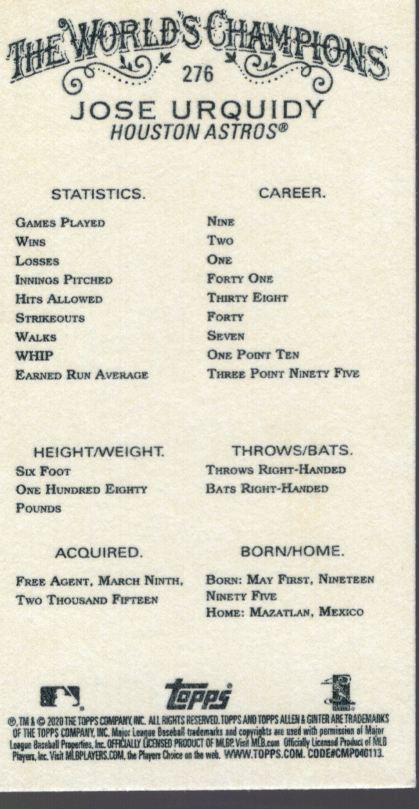 THE WORLD'S CHAMPIONS
276
JOSE URQUIDY
HOUSTON ASTROS®
STATISTICS. CAREER.
GAMES PLAYED NINE
WINS TWO
LOSSES ONE
INNINGS PITCHED FORTY ONE
HITS ALLOWED THIRTY EIGHT
STRIKEOUTS FORTY
WALKS SEVEN
WHIP ONE POINT TEN
EARNED RUN AVERAGE THREE POINT NINETY FIVE
HEIGHT/WEIGHT. THROWS/BATS.
SIX FOOT THROWS RIGHT-HANDED
ONE HUNDRED EIGHTY BATS RIGHT-HANDED
POUNDS
ACQUIRED. BORN/HOME.
FREE AGENT, MARCH NINTH, BORN: MAY FIRST, NINETEEN
TWO THOUSAND FIFTEEN NINETY FIVE
HOME: MAZATLAN, MEXICO
topps
®, TM & © 2020 THE TOPPS COMPANY, INC. ALL RIGHTS RESERVED. TOPPS AND TOPPS ALLEN & GINTER ARE TRADEMARKS
OF THE TOPPS COMPANY, INC. Major League Baseball trademarks and copyrights are used with permission of Major
League Baseball Properties, Inc. OFFICIALLY LICENSED PRODUCT OF MLBP. Visit MLB.com Officially Licensed Product of MLB
Players, Inc. Visit MLBPLAYERS.COM, the Players Choice on the web. WWW.TOPPS.COM. CODE#CMP046113.